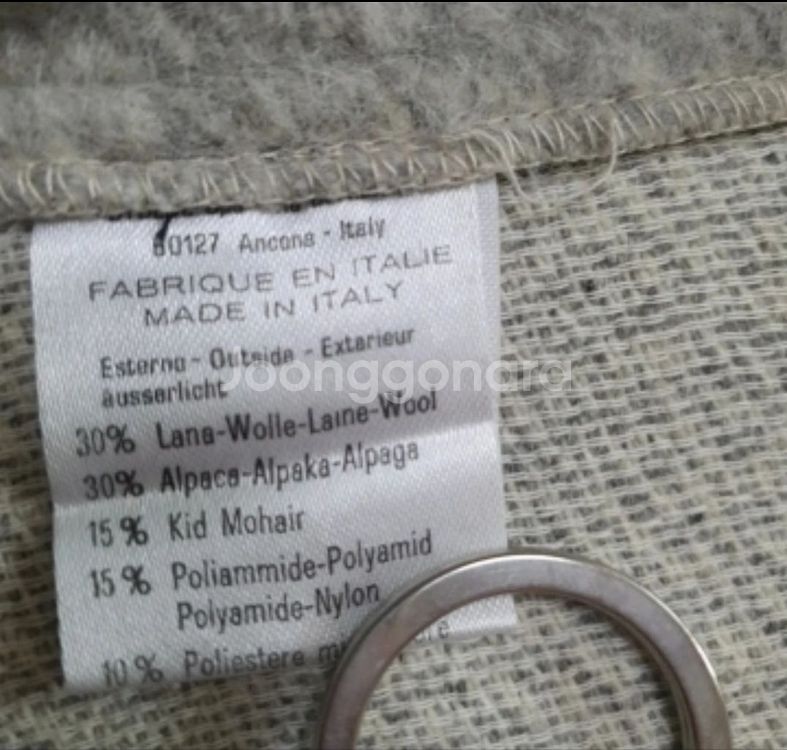 60127 Ancona - Italy
FABRIQUE EN ITALIE
MADE IN ITALY
Esterno - Outside - Exterieur
äusserlicht
Joonggonara
30% Lana-Wolle-Laine-Wool
30% Alpaca-Alpaka-Alpaga
15% Kid Mohair
15% Poliammide-Polyamid
Polyamide-Nylon
10% Poliestere